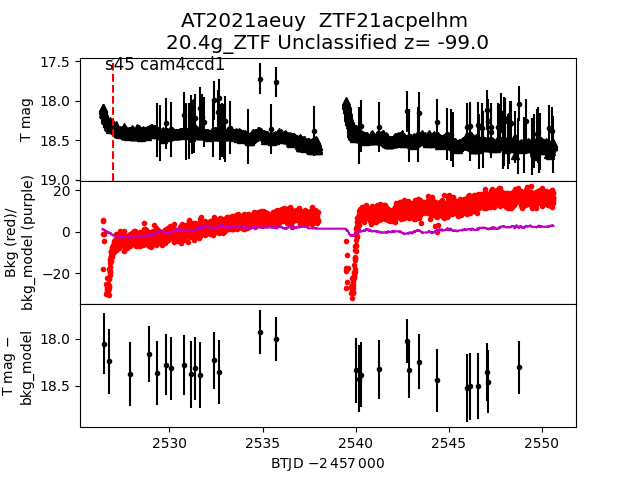 AT2021aeuy  ZTF21acpelhm
20.4g_ZTF Unclassified z= -99.0
s45 cam4ccd1
17.5
18.0
18.5
19.0
T mag
20
0
−20
Bkg (red)/
bkg_model (purple)
18.0
18.5
T mag −
bkg_model
2530
2535
2540
2545
2550
BTJD −2 457 000